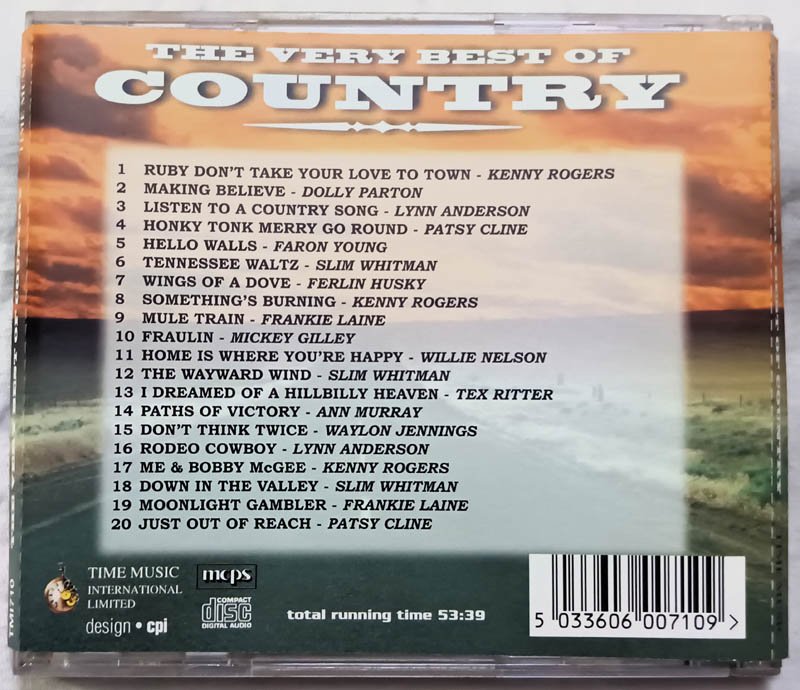 THE VERY BEST OF
COUNTRY
1 RUBY DON'T TAKE YOUR LOVE TO TOWN - KENNY ROGERS
2 MAKING BELIEVE - DOLLY PARTON
3 LISTEN TO A COUNTRY SONG - LYNN ANDERSON
4 HONKY TONK MERRY GO ROUND - PATSY CLINE
5 HELLO WALLS - FARON YOUNG
6 TENNESSEE WALTZ - SLIM WHITMAN
7 WINGS OF A DOVE - FERLIN HUSKY
8 SOMETHING'S BURNING - KENNY ROGERS
9 MULE TRAIN - FRANKIE LAINE
10 FRAULIN - MICKEY GILLEY
11 HOME IS WHERE YOU'RE HAPPY - WILLIE NELSON
12 THE WAYWARD WIND - SLIM WHITMAN
13 I DREAMED OF A HILLBILLY HEAVEN - TEX RITTER
14 PATHS OF VICTORY - ANN MURRAY
15 DON'T THINK TWICE - WAYLON JENNINGS
16 RODEO COWBOY - LYNN ANDERSON
17 ME & BOBBY McGEE - KENNY ROGERS
18 DOWN IN THE VALLEY - SLIM WHITMAN
19 MOONLIGHT GAMBLER - FRANKIE LAINE
20 JUST OUT OF REACH - PATSY CLINE
TIME MUSIC
INTERNATIONAL
LIMITED
design • cpi
mcps
COMPACT
disc
DIGITAL AUDIO
total running time 53:39
5 033606 007109 >